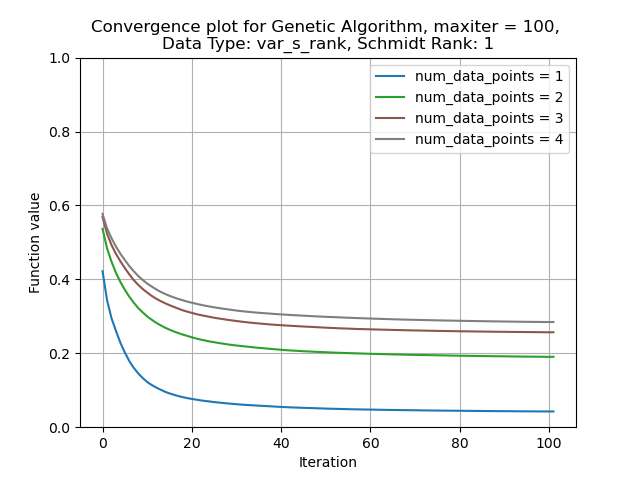 Convergence plot for Genetic Algorithm, maxiter = 100,
Data Type: var_s_rank, Schmidt Rank: 1
num_data_points = 1
num_data_points = 2
num_data_points = 3
num_data_points = 4
Function value
1.0
0.8
0.6
0.4
0.2
0.0
0 20 40 60 80 100
Iteration